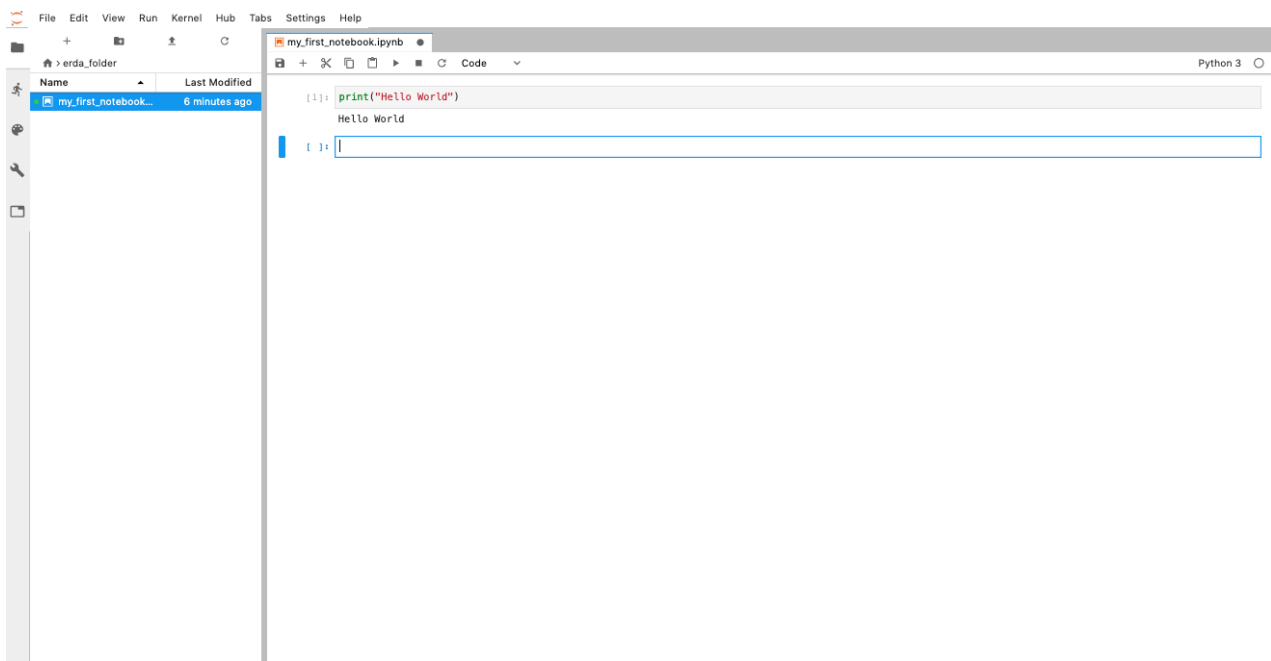 File Edit View Run Kernel Hub Tabs Settings Help
my_first_notebook.ipynb
> erda_folder
Code
Python 3
Name Last Modified
my_first_notebook... 6 minutes ago
[1]: print("Hello World")
Hello World
[ ]: